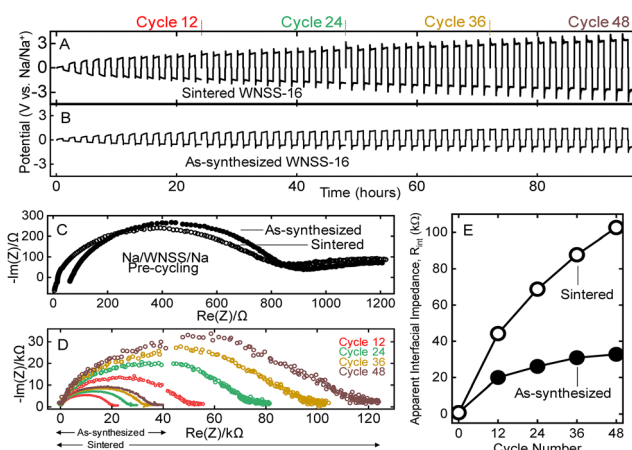 Cycle 12 Cycle 24 Cycle 36 Cycle 48
Potential (V vs. Na/Na+)
3
0
-3
A
Sintered WNSS-16
3
0
-3
B
As-synthesized WNSS-16
0 20 40 60 80
Time (hours)
-Im(Z)/Ω
300
200
100
0
C
As-synthesized
Sintered
Na/WNSS/Na
Pre-cycling
0 200 400 600 800 1000 1200
Re(Z)/Ω
-Im(Z)/kΩ
30
20
10
0
D
Cycle 12
Cycle 24
Cycle 36
Cycle 48
0 20 40 60 80 100 120
Re(Z)/kΩ
As-synthesized
Sintered
Apparent Interfacial Impedance, Rint (kΩ)
100
80
60
40
20
0
E
Sintered
As-synthesized
0 12 24 36 48
Cycle Number